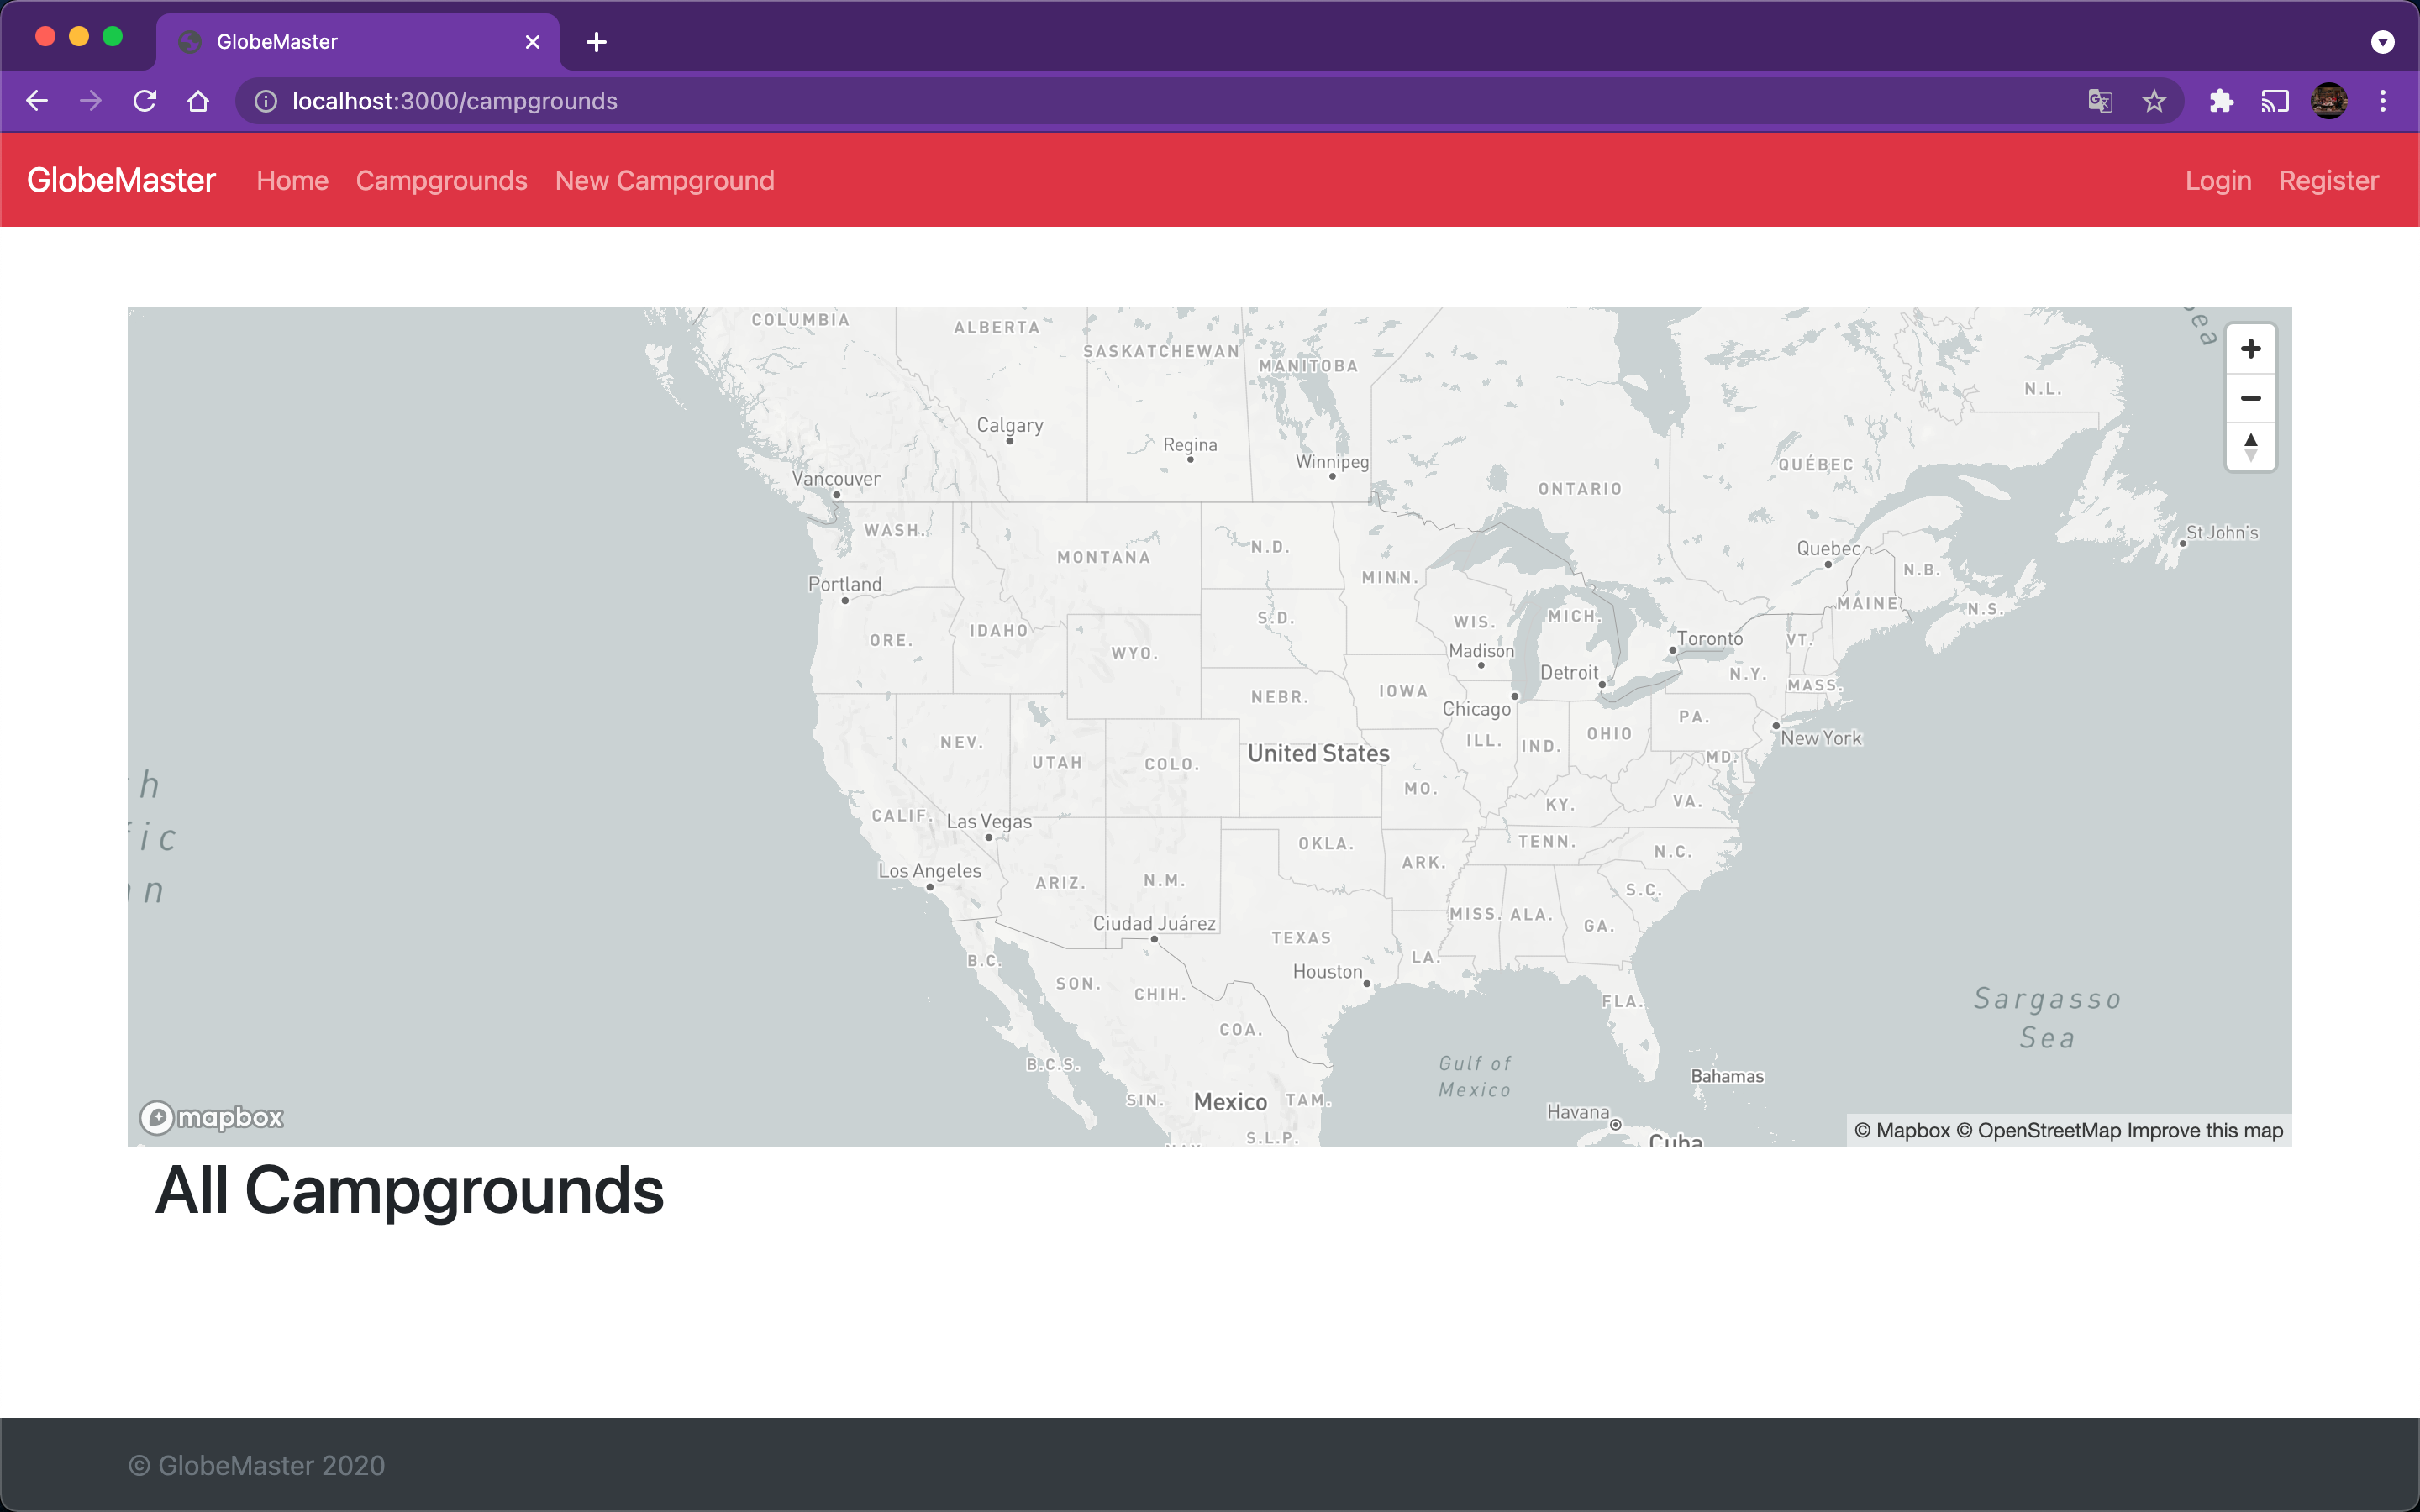 GlobeMaster
localhost:3000/campgrounds
GlobeMaster Home Campgrounds New Campground Login Register
COLUMBIA
ALBERTA
SASKATCHEWAN
MANITOBA
N.L.
Calgary
Regina
Winnipeg
QUÉBEC
Vancouver
ONTARIO
WASH.
St John's
MONTANA
N.D.
Quebec
N.B.
MINN.
Portland
MAINE
N.S.
S.D.
MICH.
WIS.
IDAHO
ORE.
Toronto
VT.
WYO.
Madison
Detroit
N.Y.
MASS.
NEBR.
IOWA
Chicago
PA.
OHIO
New York
NEV.
ILL.
IND.
United States
UTAH
COLO.
MD.
h
fic
n
MO.
KY.
VA.
CALIF.
Las Vegas
OKLA.
TENN.
N.C.
ARK.
Los Angeles
ARIZ.
N.M.
S.C.
MISS.
ALA.
Ciudad Juárez
GA.
TEXAS
LA.
B.C.
Houston
SON.
CHIH.
FLA.
Sargasso
Sea
COA.
B.C.S.
Gulf of
Mexico
Bahamas
SIN.
Mexico
TAM.
Havana
S.L.P.
Cuba
mapbox
© Mapbox © OpenStreetMap Improve this map
All Campgrounds
© GlobeMaster 2020